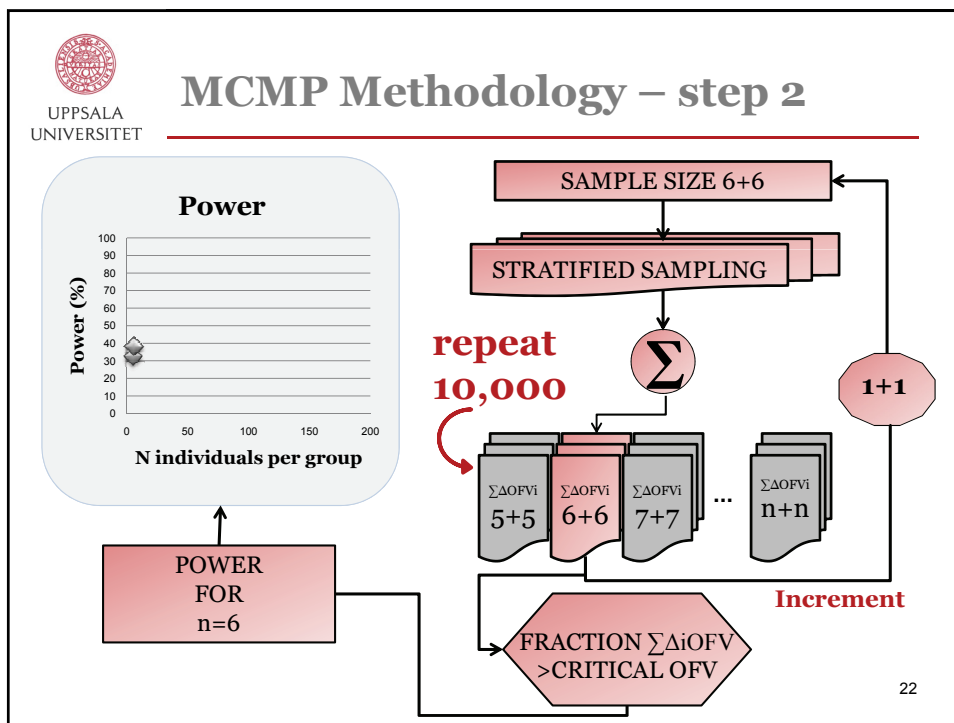 UPPSALA
UNIVERSITET
MCMP Methodology – step 2
Power
Power (%)
100
90
80
70
60
50
40
30
20
10
0
0 50 100 150 200
N individuals per group
SAMPLE SIZE 6+6
STRATIFIED SAMPLING
repeat
10,000
Σ
1+1
∑ΔOFVi
5+5
∑ΔOFVi
6+6
∑ΔOFVi
7+7
...
∑ΔOFVi
n+n
Increment
POWER
FOR
n=6
FRACTION ∑ΔiOFV
>CRITICAL OFV
22